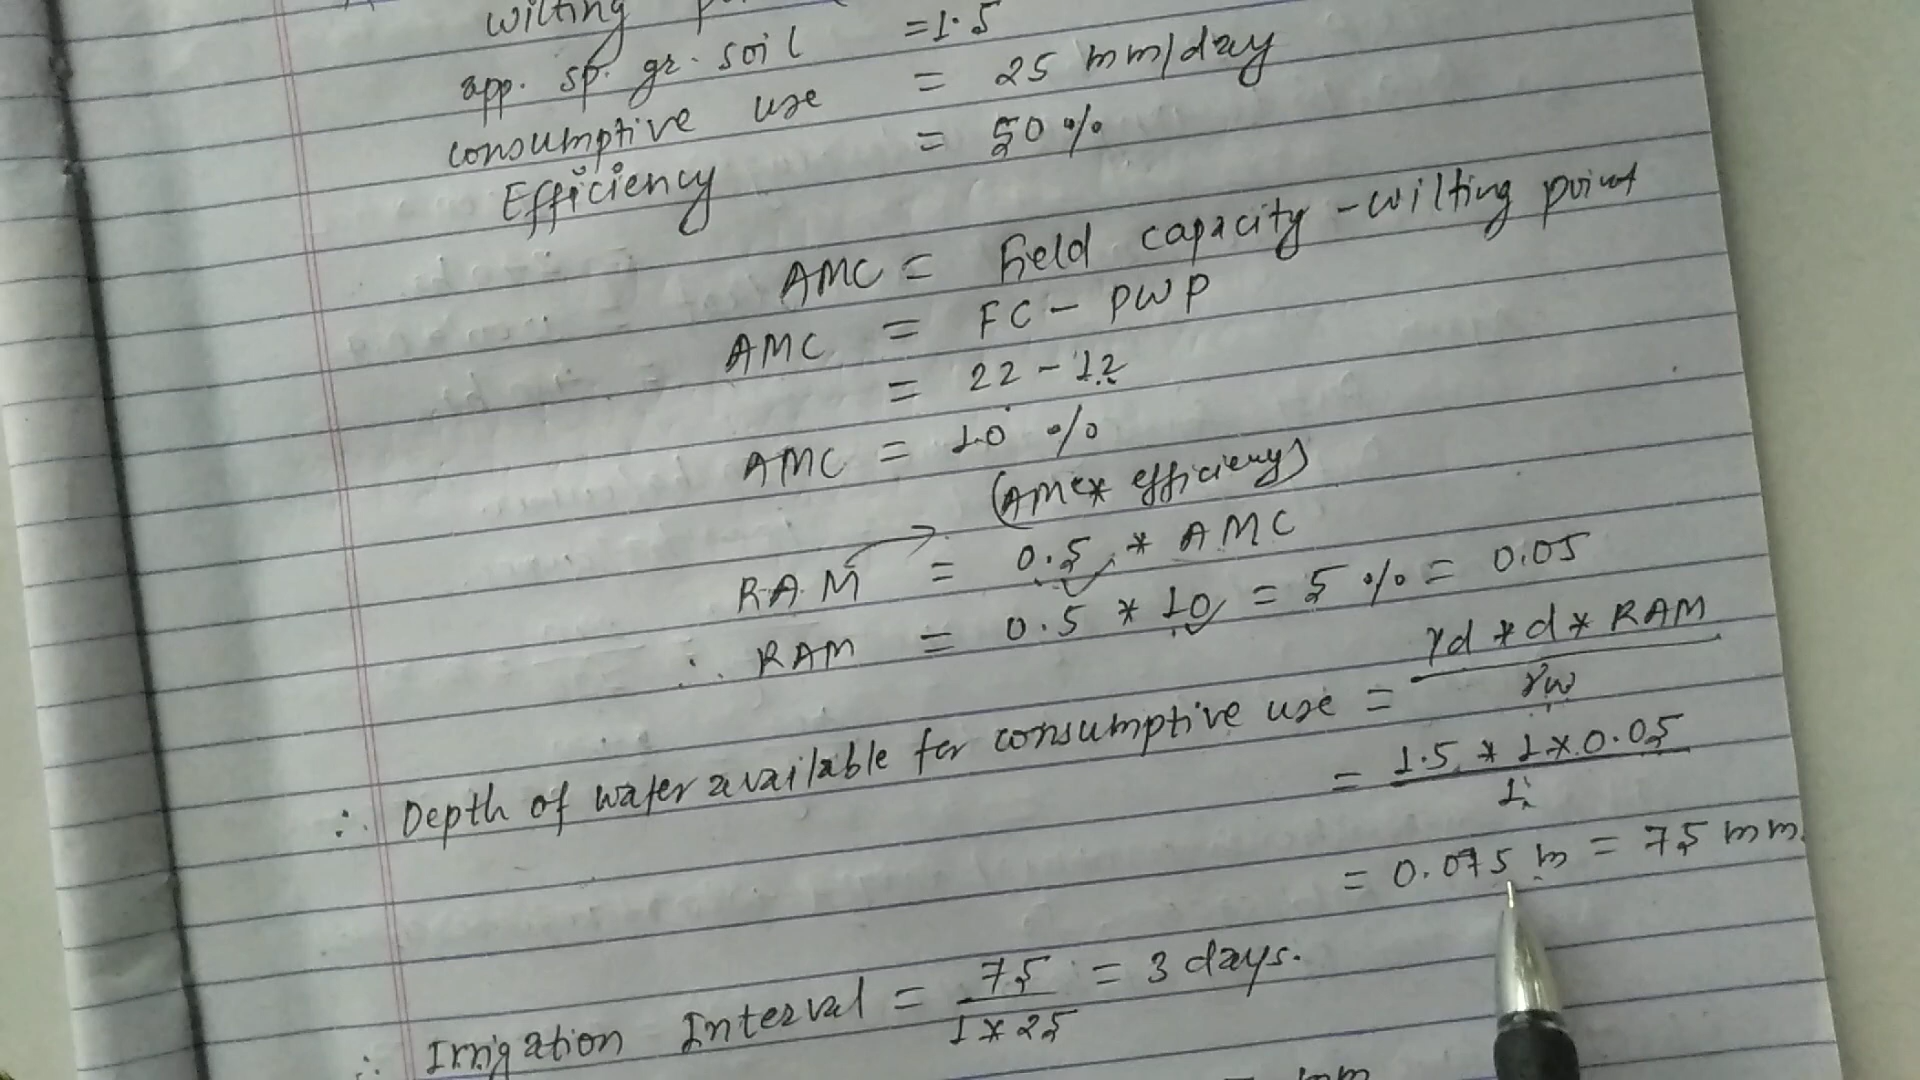 wilting
app. sp. gr. soil = 1.5
consumptive use = 25 mm/day
Efficiency = 50 %
AMC = field capacity - wilting point
AMC = FC - PWP
= 22 - 12
AMC = 10 %
(AMC * efficiency)
RAM = 0.5 * AMC
∴ RAM = 0.5 * 10 = 5 % = 0.05
∴ Depth of water available for consumptive use = γd * d * RAM / γw
= 1.5 * 1 * 0.05 / 1
= 0.075 m = 75 mm.
∴ Irrigation Interval = 75 / 1 * 25 = 3 days.
mm